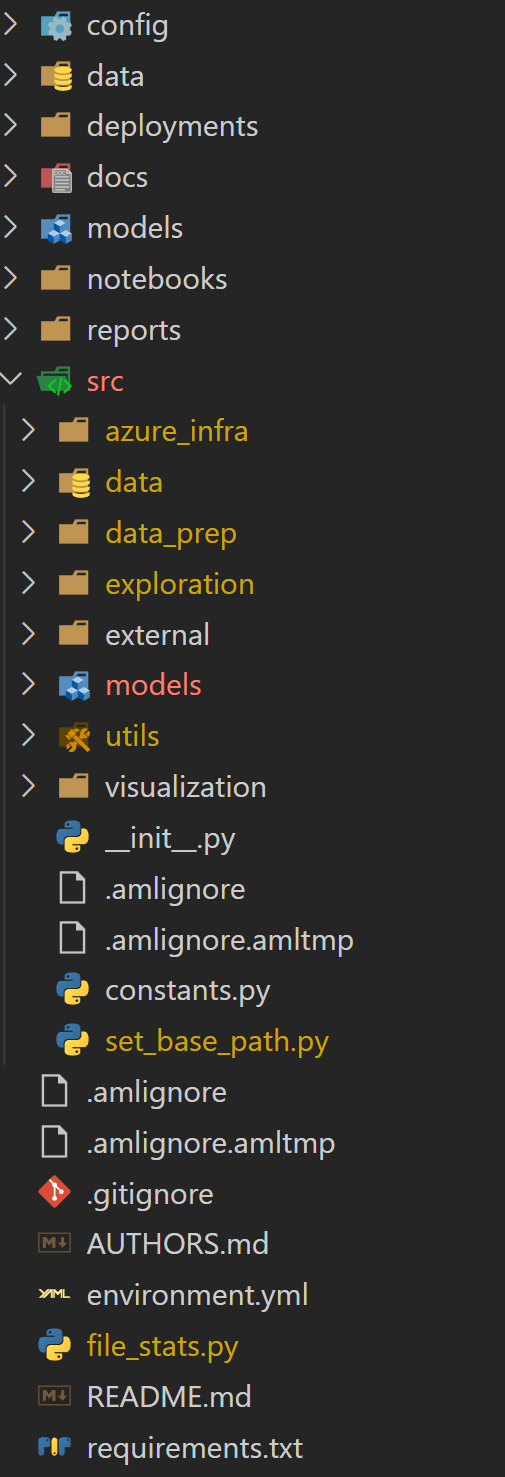 config
data
deployments
docs
models
notebooks
reports
src
azure_infra
data
data_prep
exploration
external
models
utils
visualization
__init__.py
.amlignore
.amlignore.amltmp
constants.py
set_base_path.py
.amlignore
.amlignore.amltmp
.gitignore
AUTHORS.md
environment.yml
file_stats.py
README.md
requirements.txt